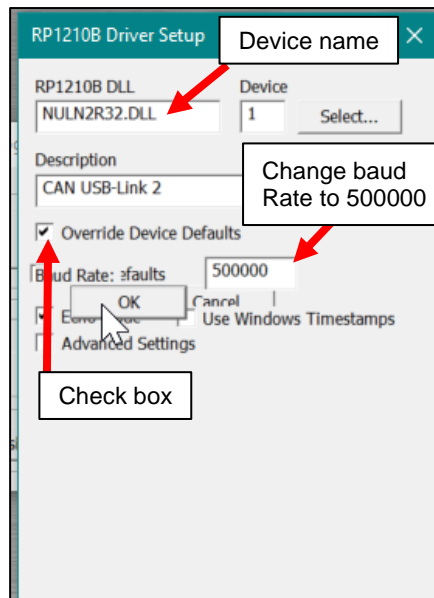 RP1210B Driver Setup
Device name
RP1210B DLL
Device
NULN2R32.DLL
1
Select...
Description
CAN USB-Link 2
Change baud
Rate to 500000
Override Device Defaults
Baud Rate:
500000
OK
Cancel
Use Windows Timestamps
Advanced Settings
Check box